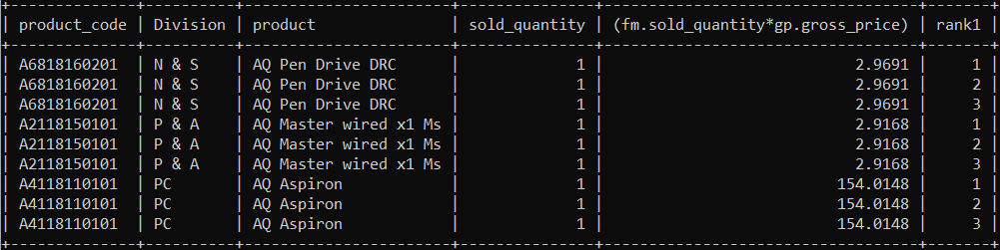 | product_code | Division | product | sold_quantity | (fm.sold_quantity*gp.gross_price) | rank1 |
| A6818160201 | N & S | AQ Pen Drive DRC | 1 | 2.9691 | 1 |
| A6818160201 | N & S | AQ Pen Drive DRC | 1 | 2.9691 | 2 |
| A6818160201 | N & S | AQ Pen Drive DRC | 1 | 2.9691 | 3 |
| A2118150101 | P & A | AQ Master wired x1 Ms | 1 | 2.9168 | 1 |
| A2118150101 | P & A | AQ Master wired x1 Ms | 1 | 2.9168 | 2 |
| A2118150101 | P & A | AQ Master wired x1 Ms | 1 | 2.9168 | 3 |
| A4118110101 | PC | AQ Aspiron | 1 | 154.0148 | 1 |
| A4118110101 | PC | AQ Aspiron | 1 | 154.0148 | 2 |
| A4118110101 | PC | AQ Aspiron | 1 | 154.0148 | 3 |